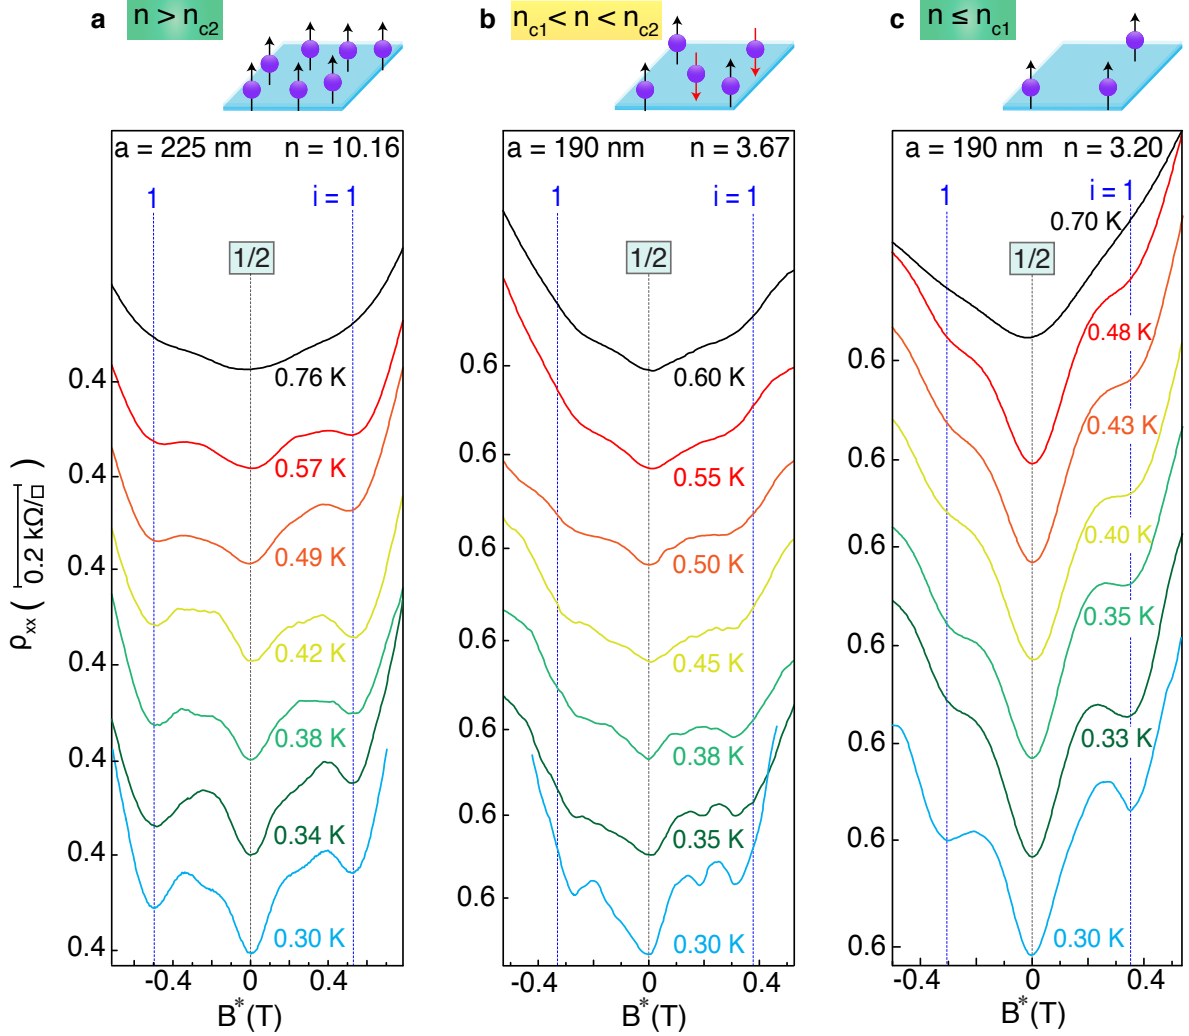 a n > n_c2
a = 225 nm n = 10.16
1 i = 1
1/2
0.76 K
0.4
0.57 K
0.4
0.49 K
0.4
0.42 K
0.4
0.38 K
0.4
0.34 K
0.4
0.30 K
0.4
-0.4 0 0.4
B*(T)
ρxx ( 0.2 kΩ/□ )
b n_c1 < n < n_c2
a = 190 nm n = 3.67
1 i = 1
1/2
0.6
0.60 K
0.6
0.55 K
0.6
0.50 K
0.6
0.45 K
0.6
0.38 K
0.6
0.35 K
0.6
0.30 K
-0.4 0 0.4
B*(T)
c n ≤ n_c1
a = 190 nm n = 3.20
1 i = 1
0.70 K
1/2
0.48 K
0.6
0.43 K
0.6
0.40 K
0.6
0.35 K
0.6
0.33 K
0.6
0.6
0.30 K
0.6
-0.4 0 0.4
B*(T)